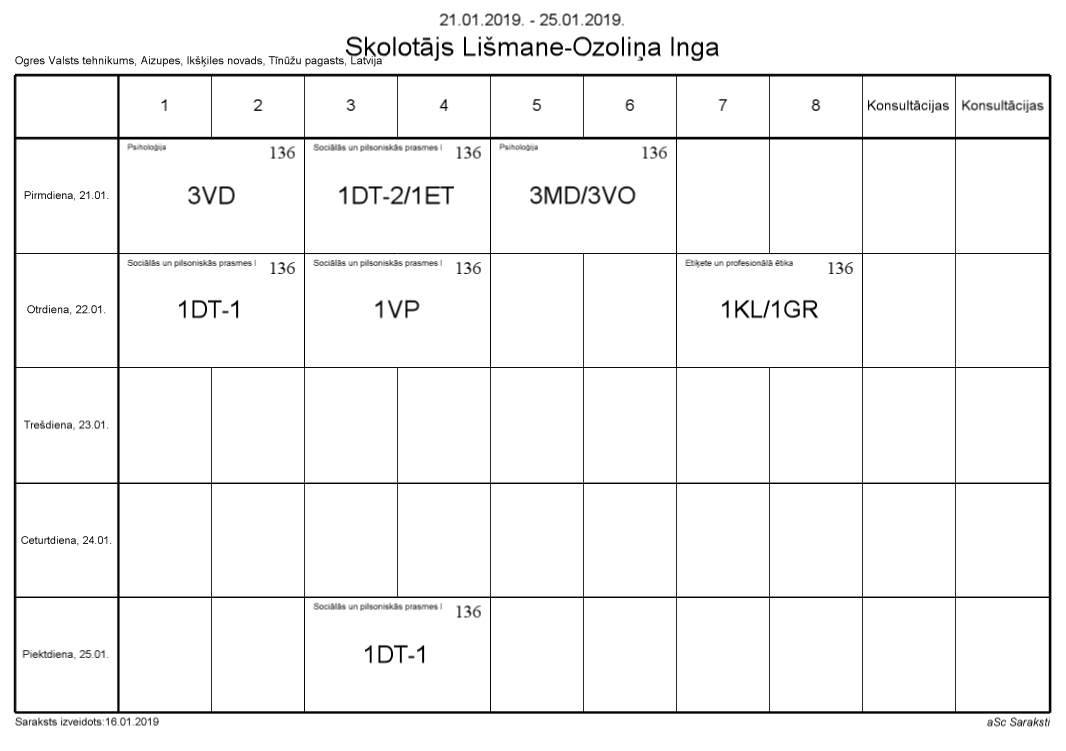 21.01.2019. - 25.01.2019.
Skolotājs Lišmane-Ozoliņa Inga
Ogres Valsts tehnikums, Aizupes, Ikšķiles novads, Tīnūžu pagasts, Latvija
1 2 3 4 5 6 7 8 Konsultācijas Konsultācijas
Pirmdiena, 21.01.
Psiholoģija 136
3VD
Sociālās un pilsoniskās prasmes I 136
1DT-2/1ET
Psiholoģija 136
3MD/3VO
Otrdiena, 22.01.
Sociālās un pilsoniskās prasmes I 136
1DT-1
Sociālās un pilsoniskās prasmes I 136
1VP
Etiķete un profesionālā ētika 136
1KL/1GR
Trešdiena, 23.01.
Ceturtdiena, 24.01.
Piektdiena, 25.01.
Sociālās un pilsoniskās prasmes I 136
1DT-1
Saraksts izveidots:16.01.2019
aSc Saraksti